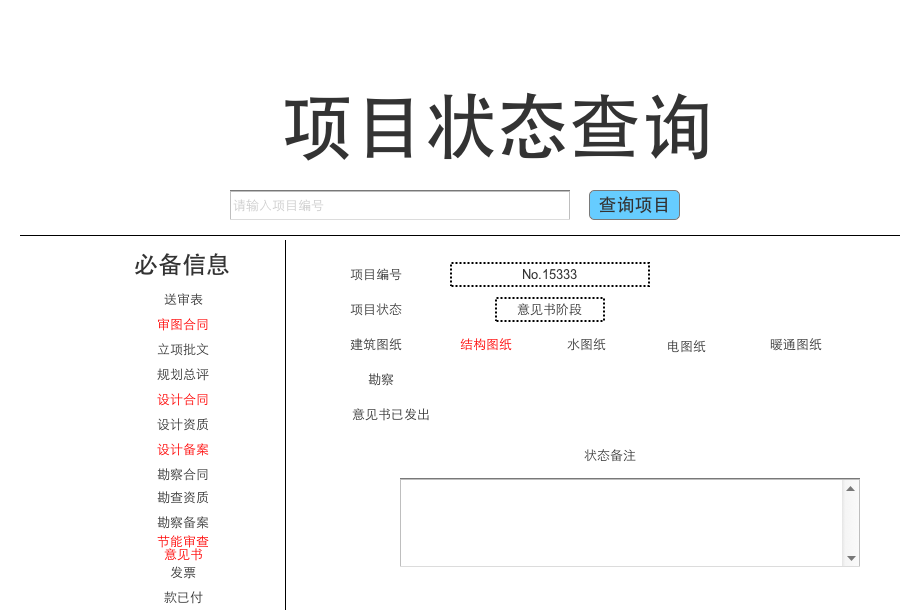 项目状态查询
请输入项目编号
查询项目
必备信息
送审表
审图合同
立项批文
规划总评
设计合同
设计资质
设计备案
勘察合同
勘查资质
勘察备案
节能审查
意见书
发票
款已付
项目编号 No.15333
项目状态 意见书阶段
建筑图纸 结构图纸 水图纸 电图纸 暖通图纸
勘察
意见书已发出
状态备注